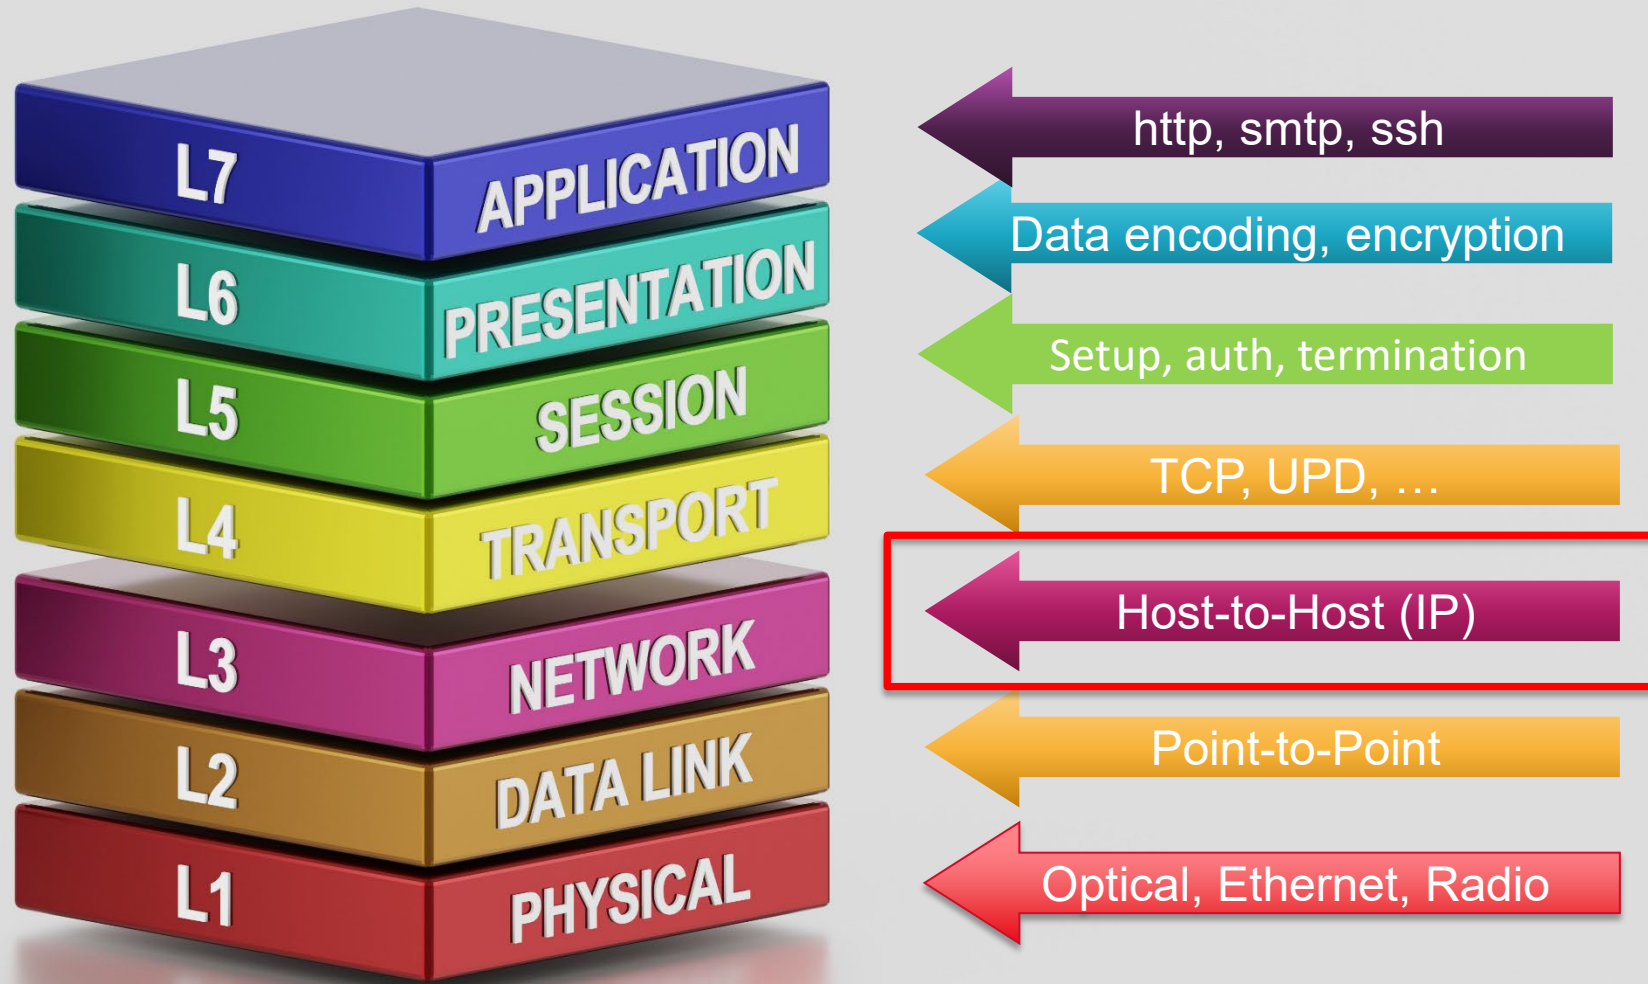 L7 APPLICATION
http, smtp, ssh
L6 PRESENTATION
Data encoding, encryption
L5 SESSION
Setup, auth, termination
L4 TRANSPORT
TCP, UPD, …
L3 NETWORK
Host-to-Host (IP)
L2 DATA LINK
Point-to-Point
L1 PHYSICAL
Optical, Ethernet, Radio